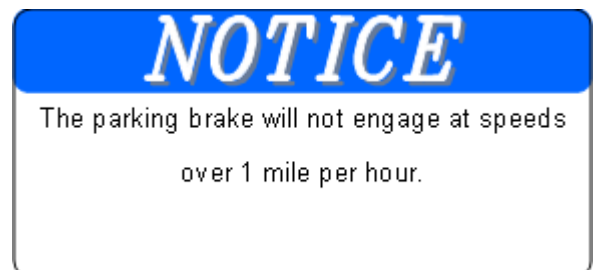 NOTICE
The parking brake will not engage at speeds
over 1 mile per hour.